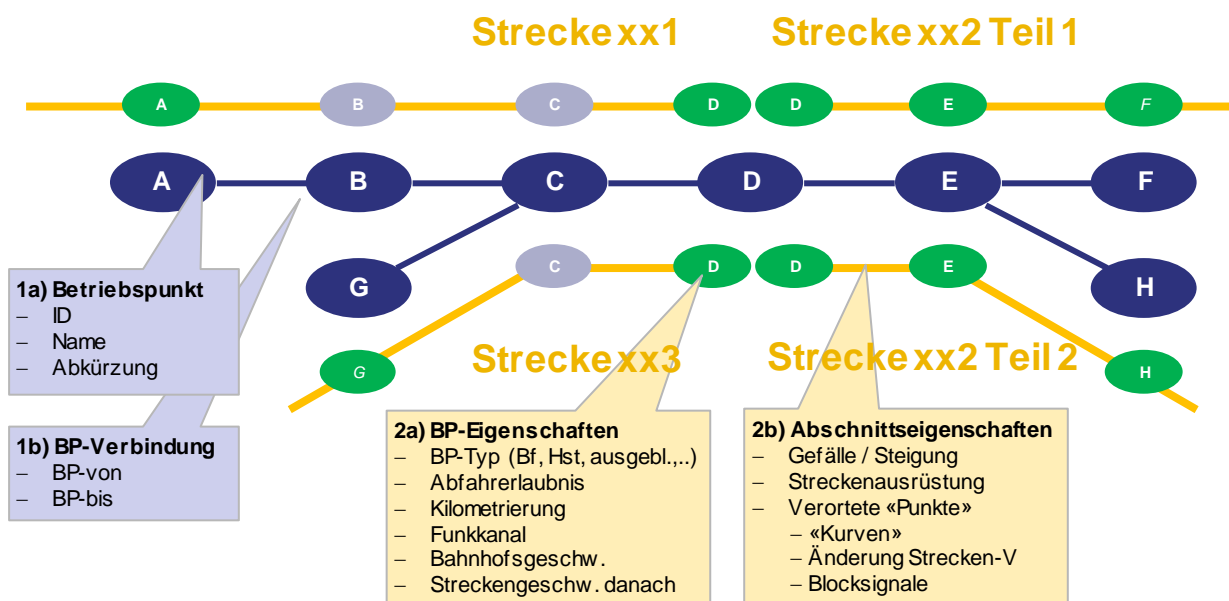 Strecke xx1
Strecke xx2 Teil 1
A
B
C
D
D
E
F
A
B
C
D
E
F
G
C
D
D
E
H
G
Strecke xx3
Strecke xx2 Teil 2
H
1a) Betriebspunkt
– ID
– Name
– Abkürzung
1b) BP-Verbindung
– BP-von
– BP-bis
2a) BP-Eigenschaften
– BP-Typ (Bf, Hst, ausgebl.,..)
– Abfahrerlaubnis
– Kilometrierung
– Funkkanal
– Bahnhofsgeschw.
– Streckengeschw. danach
2b) Abschnittseigenschaften
– Gefälle / Steigung
– Streckenausrüstung
– Verortete «Punkte»
– «Kurven»
– Änderung Strecken-V
– Blocksignale